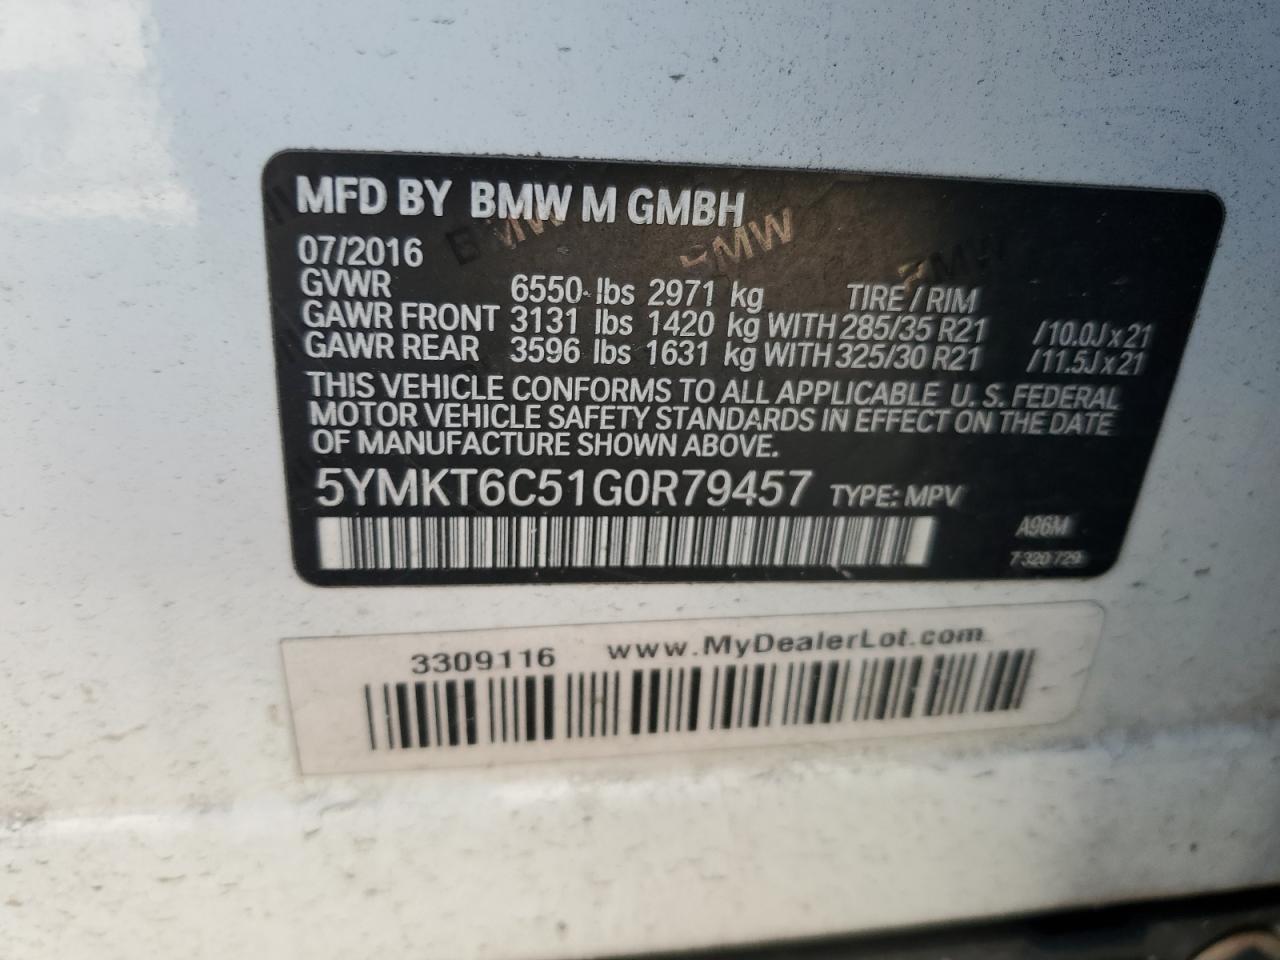 MFD BY BMW M GMBH
07/2016
GVWR 6550 lbs 2971 kg TIRE / RIM
GAWR FRONT 3131 lbs 1420 kg WITH 285/35 R21 /10.0J x 21
GAWR REAR 3596 lbs 1631 kg WITH 325/30 R21 /11.5J x 21
THIS VEHICLE CONFORMS TO ALL APPLICABLE U. S. FEDERAL
MOTOR VEHICLE SAFETY STANDARDS IN EFFECT ON THE DATE
OF MANUFACTURE SHOWN ABOVE.
5YMKT6C51G0R79457 TYPE: MPV
A96M
7 320 729
3309116 www.MyDealerLot.com